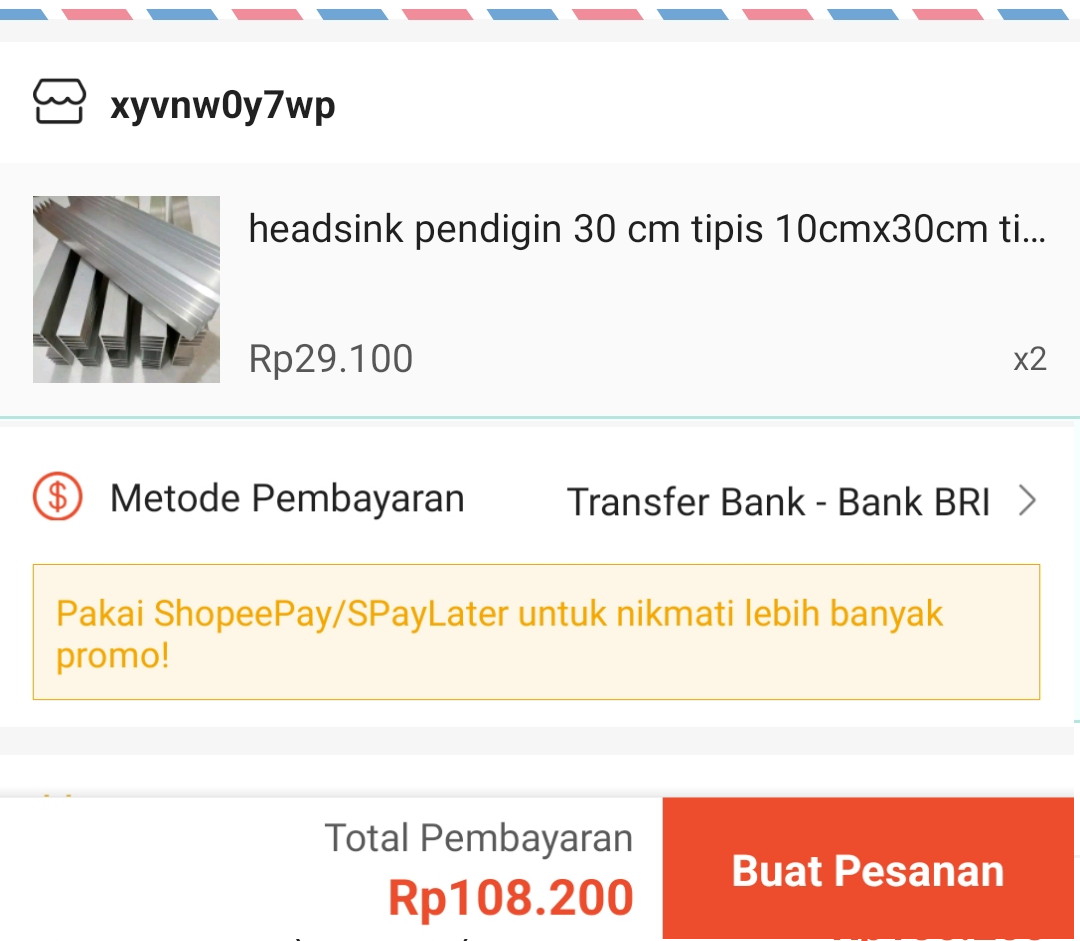 xyvnw0y7wp
headsink pendigin 30 cm tipis 10cmx30cm ti...
Rp29.100
x2
Metode Pembayaran
Transfer Bank - Bank BRI
Pakai ShopeePay/SPayLater untuk nikmati lebih banyak
promo!
Total Pembayaran
Rp108.200
Buat Pesanan